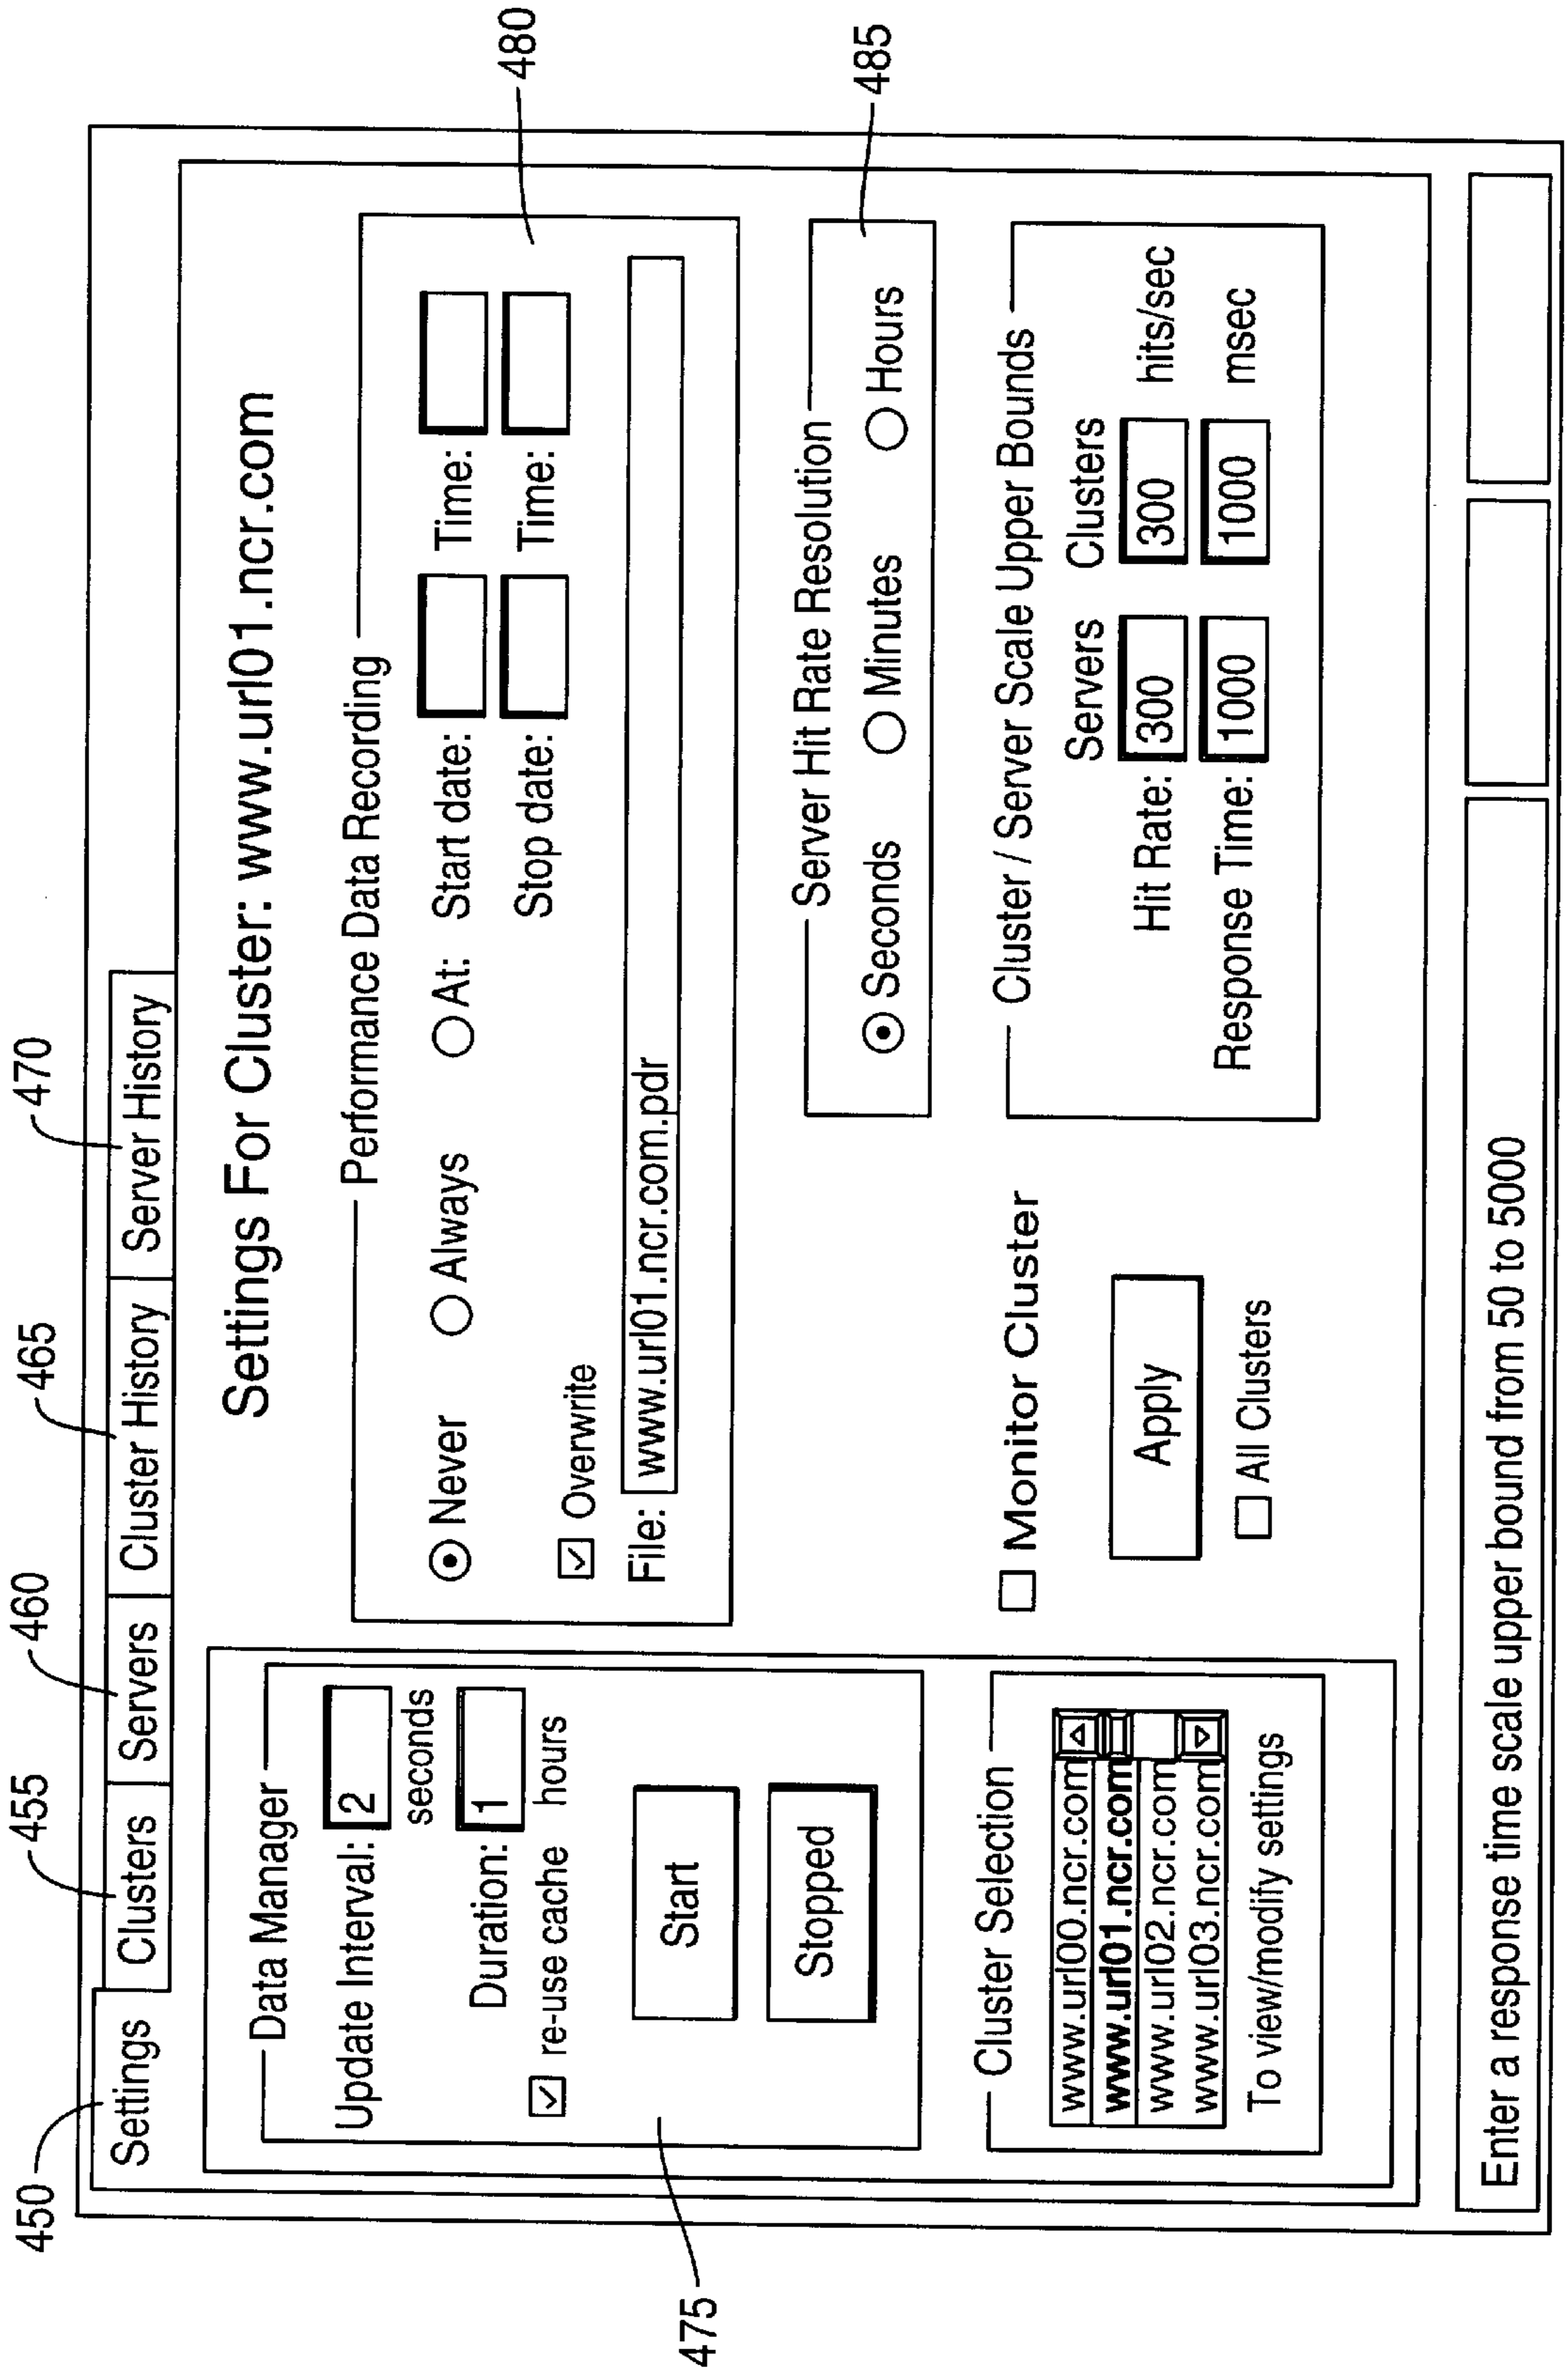 450
455
460
465
470
Settings
Clusters
Servers
Cluster History
Server History
Settings For Cluster: www.url01.ncr.com
Data Manager
Update Interval: 2
seconds
Duration: 1
re-use cache hours
Start
Stopped
475
Cluster Selection
www.url00.ncr.com
www.url01.ncr.com
www.url02.ncr.com
www.url03.ncr.com
To view/modify settings
Performance Data Recording
480
Never Always At: Start date: Time:
Stop date: Time:
Overwrite
File: www.url01.ncr.com.pdr
Server Hit Rate Resolution
485
Seconds Minutes Hours
Monitor Cluster
Apply
All Clusters
Cluster / Server Scale Upper Bounds
Servers Clusters
Hit Rate: 300 300 hits/sec
Response Time: 1000 1000 msec
Enter a response time scale upper bound from 50 to 5000